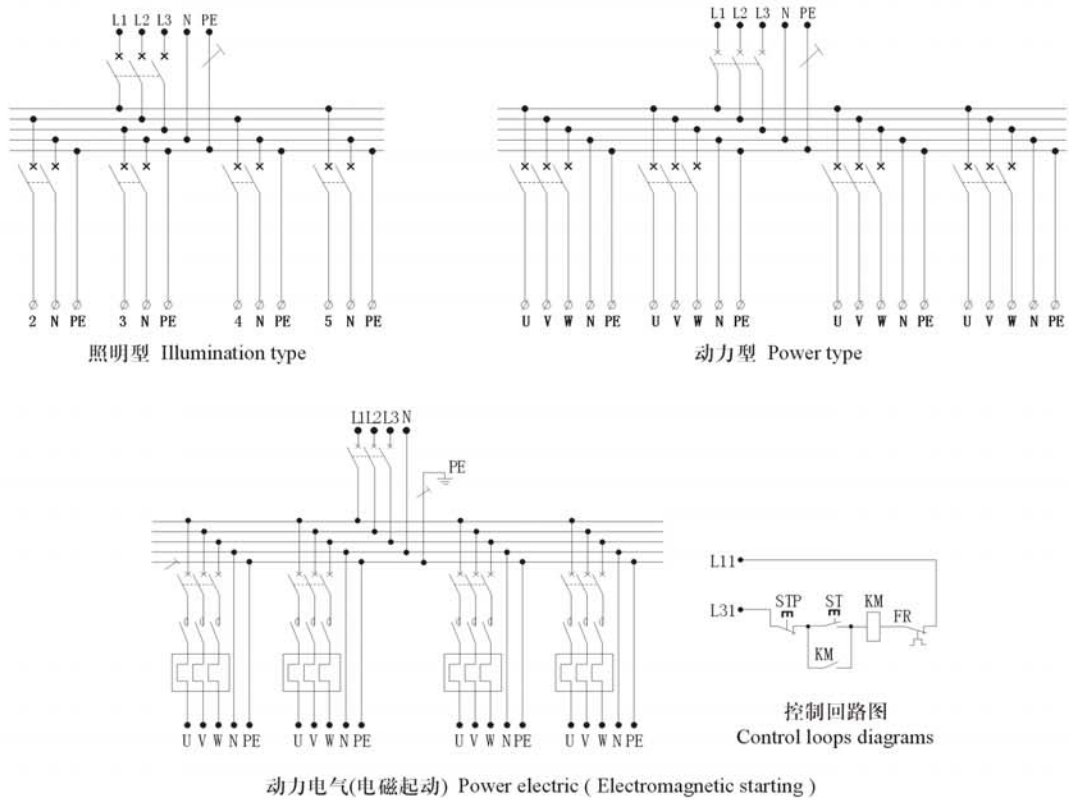 L1 L2 L3 N PE
2 N PE 3 N PE 4 N PE 5 N PE
照明型 Illumination type
L1 L2 L3 N PE
U V W N PE U V W N PE U V W N PE U V W N PE
动力型 Power type
L1 L2 L3 N
PE
U V W N PE U V W N PE U V W N PE U V W N PE
动力电气(电磁起动) Power electric ( Electromagnetic starting )
L11
L31 STP ST KM FR
KM
控制回路图
Control loops diagrams